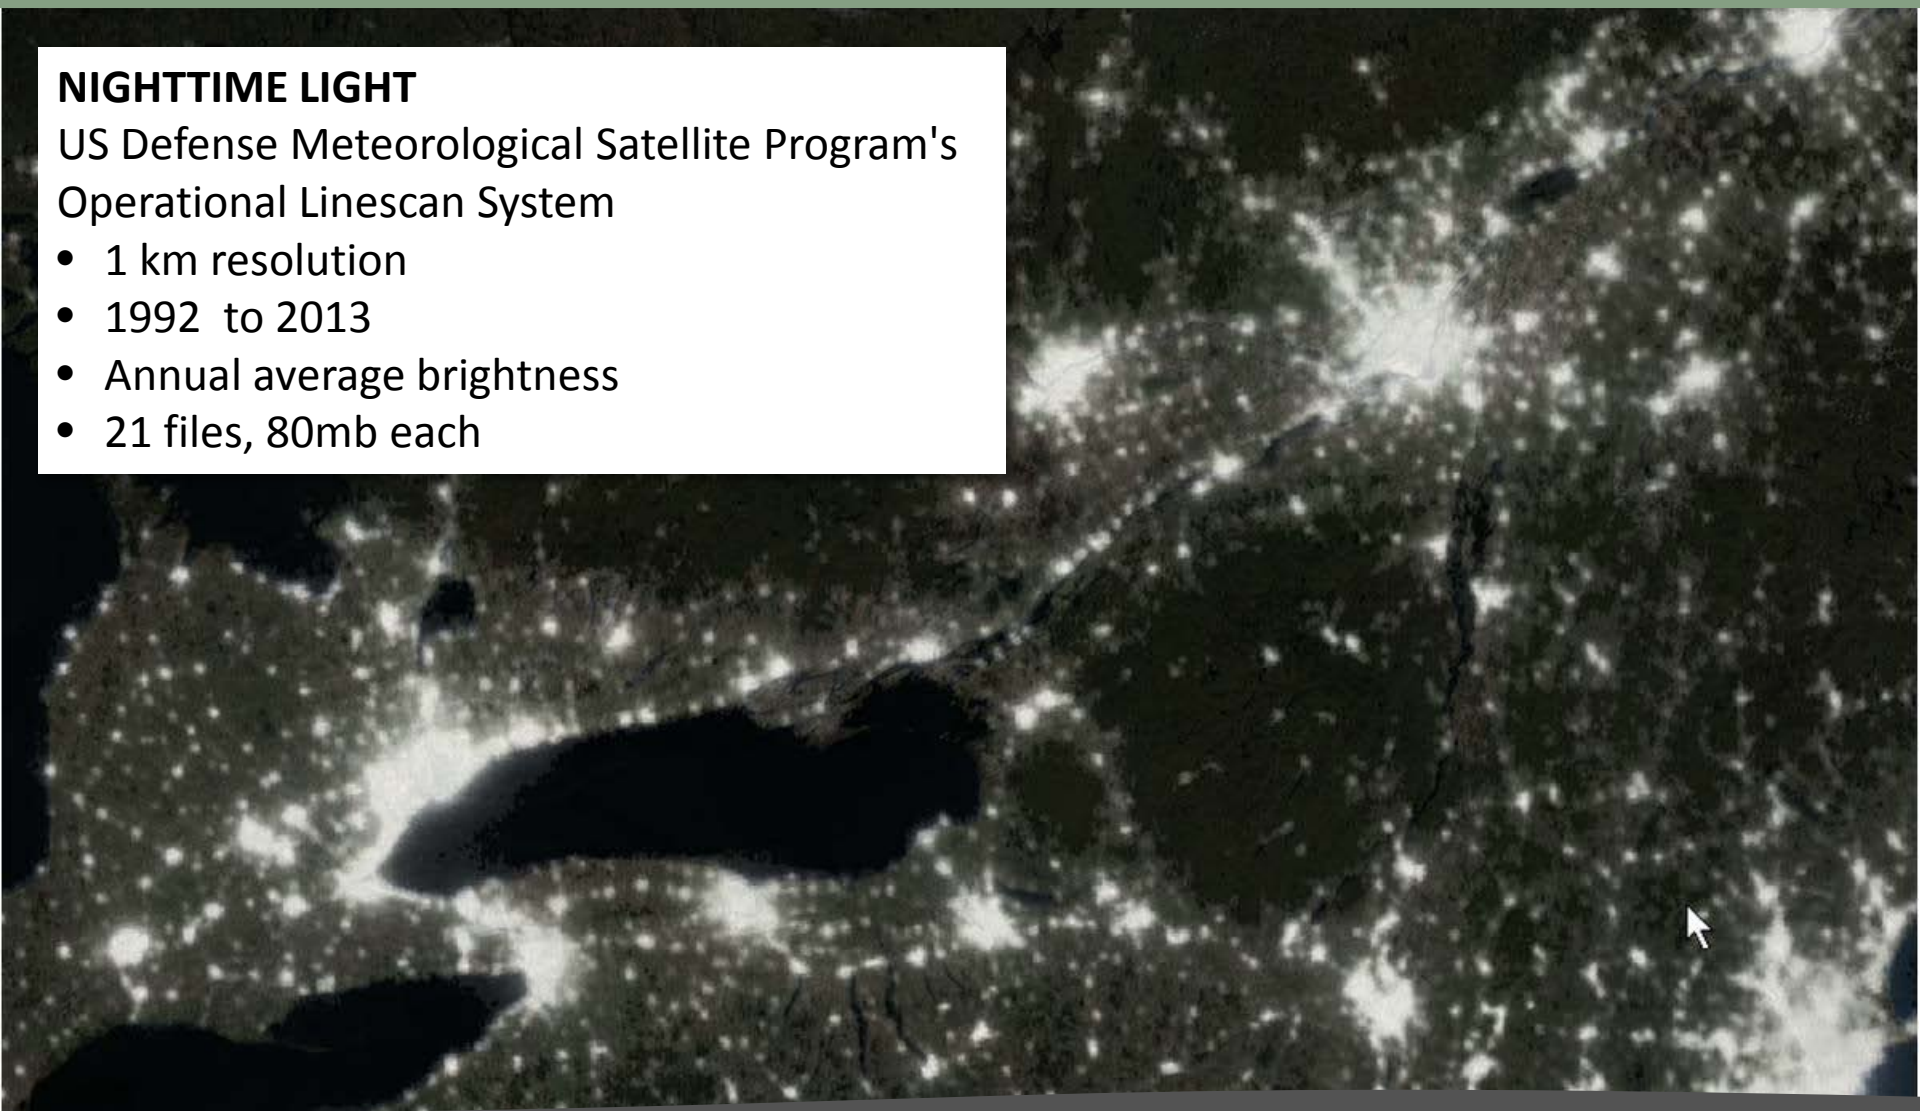 NIGHTTIME LIGHT
US Defense Meteorological Satellite Program's
Operational Linescan System
• 1 km resolution
• 1992  to 2013
• Annual average brightness
• 21 files, 80mb each